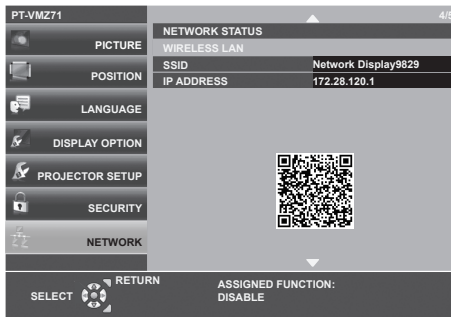 PT-VMZ71
4/5
NETWORK STATUS
PICTURE
WIRELESS LAN
SSID Network Display9829
POSITION
IP ADDRESS 172.28.120.1
LANGUAGE
DISPLAY OPTION
PROJECTOR SETUP
SECURITY
NETWORK
RETURN
SELECT
ASSIGNED FUNCTION:
DISABLE